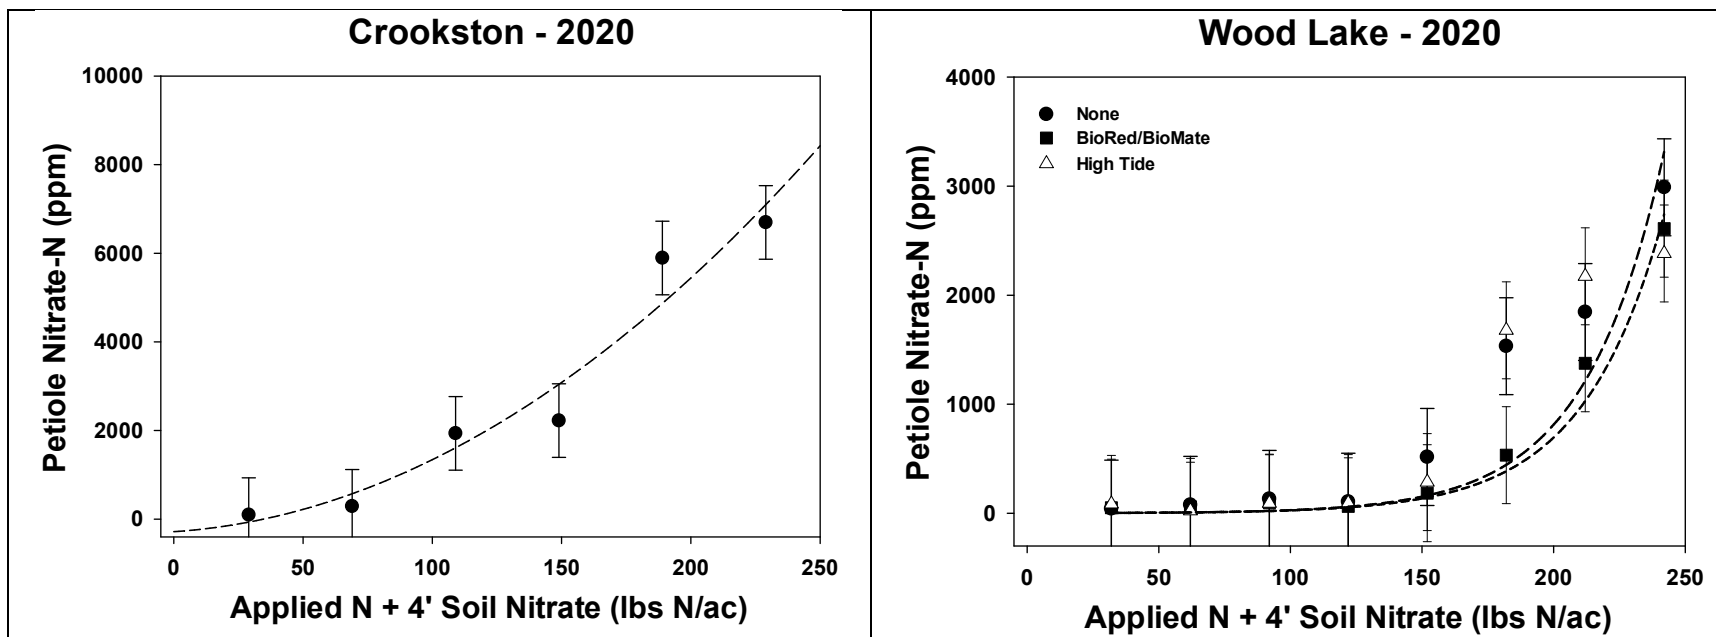 Crookston - 2020
10000
8000
6000
4000
2000
0
Petiole Nitrate-N (ppm)
0 50 100 150 200 250
Applied N + 4' Soil Nitrate (lbs N/ac)
Wood Lake - 2020
4000
3000
2000
1000
0
Petiole Nitrate-N (ppm)
None
BioRed/BioMate
High Tide
0 50 100 150 200 250
Applied N + 4' Soil Nitrate (lbs N/ac)